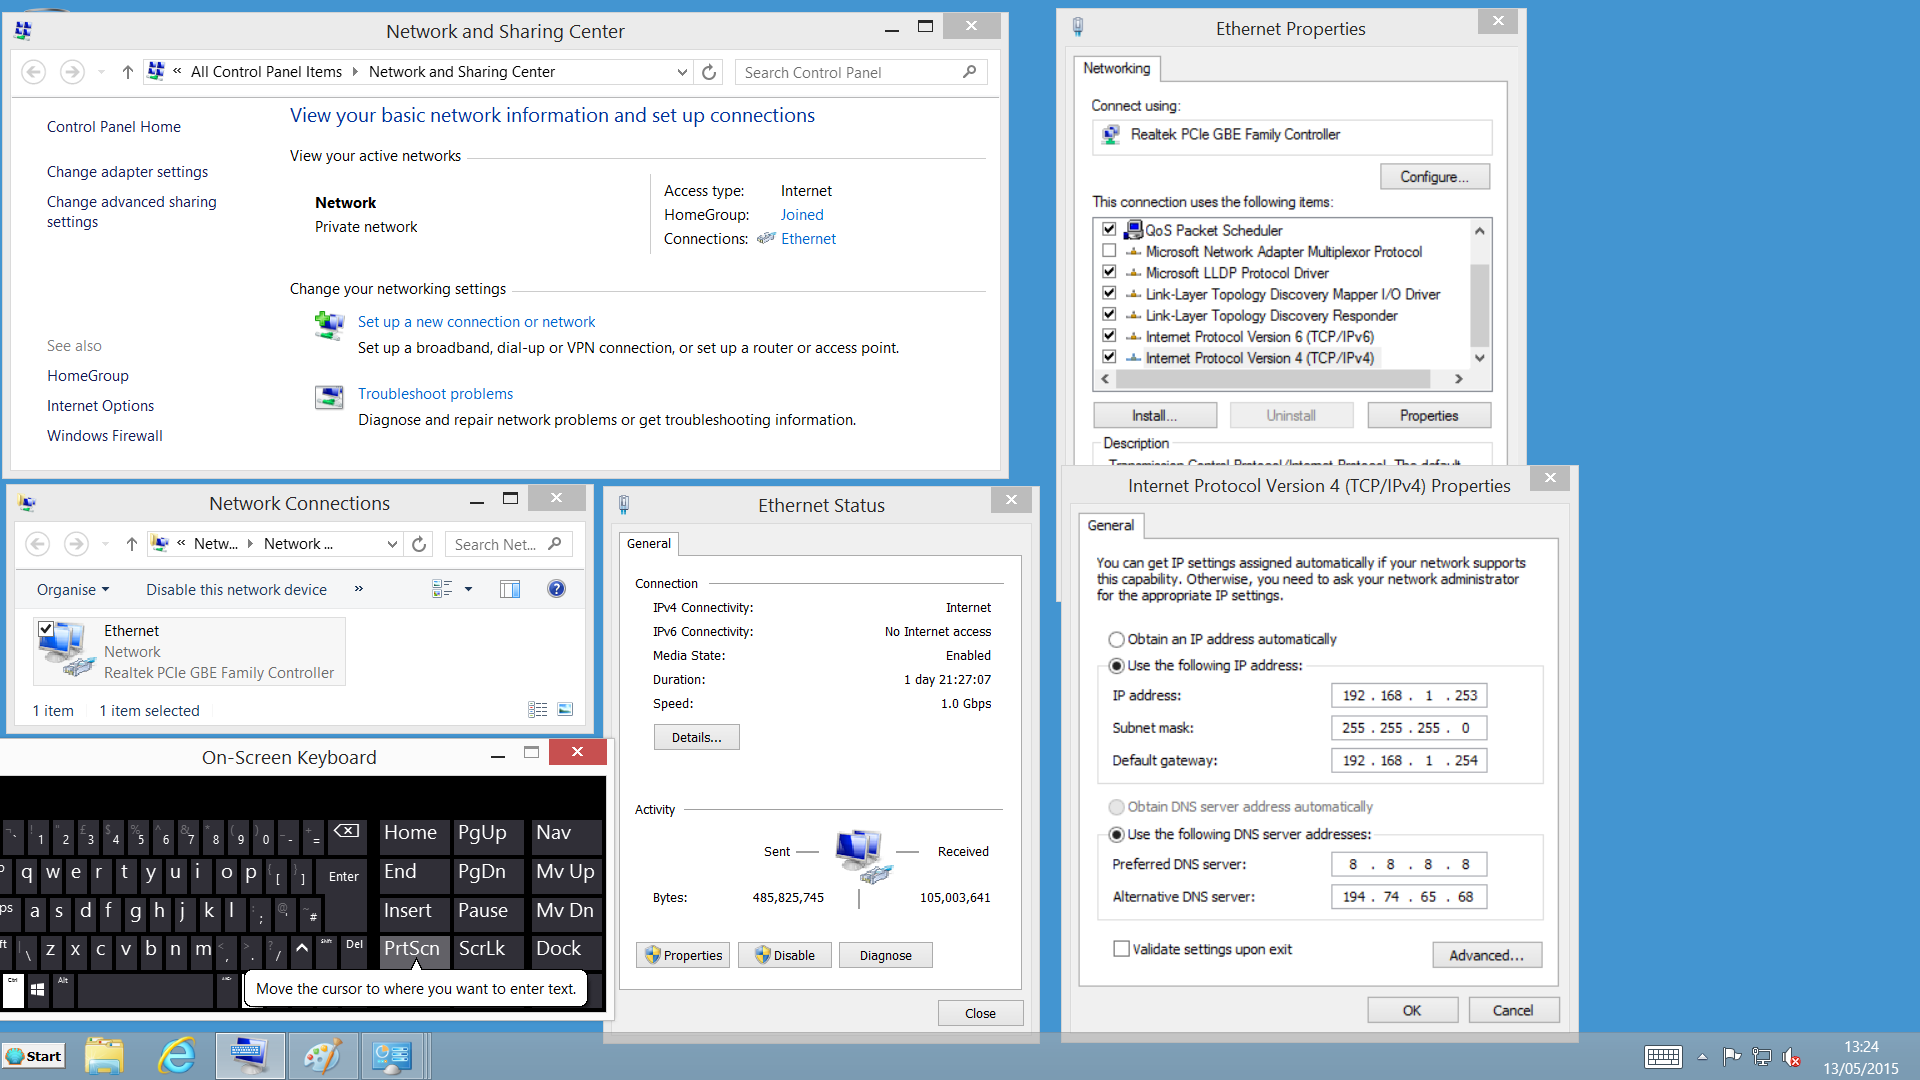 Network and Sharing Center
« All Control Panel Items Network and Sharing Center
Search Control Panel
Control Panel Home
Change adapter settings
Change advanced sharing
settings
See also
HomeGroup
Internet Options
Windows Firewall
View your basic network information and set up connections
View your active networks
Network
Private network
Access type: Internet
HomeGroup: Joined
Connections: Ethernet
Change your networking settings
Set up a new connection or network
Set up a broadband, dial-up or VPN connection, or set up a router or access point.
Troubleshoot problems
Diagnose and repair network problems or get troubleshooting information.
Ethernet Properties
Networking
Connect using:
Realtek PCIe GBE Family Controller
Configure...
This connection uses the following items:
QoS Packet Scheduler
Microsoft Network Adapter Multiplexor Protocol
Microsoft LLDP Protocol Driver
Link-Layer Topology Discovery Mapper I/O Driver
Link-Layer Topology Discovery Responder
Internet Protocol Version 6 (TCP/IPv6)
Internet Protocol Version 4 (TCP/IPv4)
Install... Uninstall Properties
Description
Transmission Control Protocol/Internet Protocol. The default
Network Connections
« Netw... Network ...
Search Net...
Organise Disable this network device »
Ethernet
Network
Realtek PCIe GBE Family Controller
1 item 1 item selected
Ethernet Status
General
Connection
IPv4 Connectivity: Internet
IPv6 Connectivity: No Internet access
Media State: Enabled
Duration: 1 day 21:27:07
Speed: 1.0 Gbps
Details...
Activity
Sent Received
Bytes: 485,825,745 105,003,641
Properties Disable Diagnose
Close
Internet Protocol Version 4 (TCP/IPv4) Properties
General
You can get IP settings assigned automatically if your network supports
this capability. Otherwise, you need to ask your network administrator
for the appropriate IP settings.
Obtain an IP address automatically
Use the following IP address:
IP address: 192 . 168 . 1 . 253
Subnet mask: 255 . 255 . 255 . 0
Default gateway: 192 . 168 . 1 . 254
Obtain DNS server address automatically
Use the following DNS server addresses:
Preferred DNS server: 8 . 8 . 8 . 8
Alternative DNS server: 194 . 74 . 65 . 68
Validate settings upon exit
Advanced...
OK Cancel
On-Screen Keyboard
¬ ` ! 1 " 2 £ 3 $ 4 % 5 ^ 6 & 7 * 8 ( 9 ) 0 _ - + = Home PgUp Nav
q w e r t y u i o p { [ } ] Enter End PgDn Mv Up
ps a s d f g h j k l : ; @ ' ~ # Insert Pause Mv Dn
ft | \ z x c v b n m < , > . ? / Shift Del PrtScn ScrLk Dock
Ctrl Alt
Move the cursor to where you want to enter text.
Start
13:24
13/05/2015